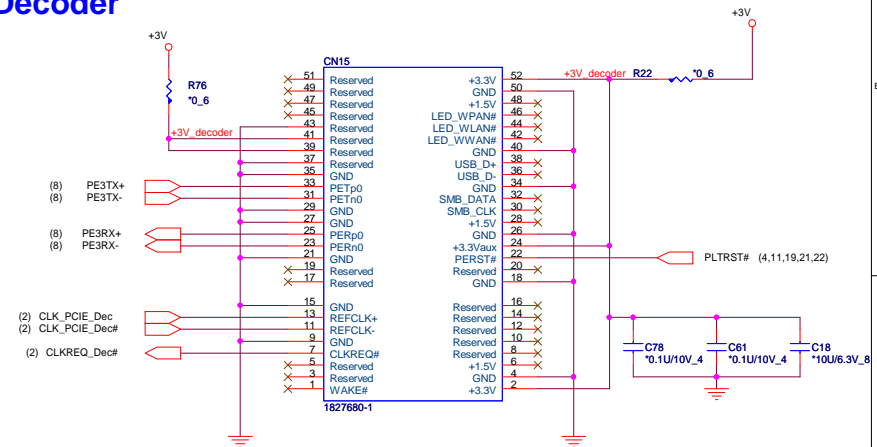 Decoder
+3V
+3V
CN15
R76
*0_6
+3V_decoder
+3V_decoder
R22
*0_6
51 Reserved
49 Reserved
47 Reserved
45 Reserved
43 Reserved
41 Reserved
39 Reserved
37 Reserved
35 GND
(8) PE3TX+ 33 PETp0
(8) PE3TX- 31 PETn0
29 GND
27 GND
(8) PE3RX+ 25 PERp0
(8) PE3RX- 23 PERn0
21 GND
19 Reserved
17 Reserved
15 GND
(2) CLK_PCIE_Dec 13 REFCLK+
(2) CLK_PCIE_Dec# 11 REFCLK-
9 GND
(2) CLKREQ_Dec# 7 CLKREQ#
5 Reserved
3 Reserved
1 WAKE#
+3.3V 52
GND 50
+1.5V 48
LED_WPAN# 46
LED_WLAN# 44
LED_WWAN# 42
GND 40
USB_D+ 38
USB_D- 36
GND 34
SMB_DATA 32
SMB_CLK 30
+1.5V 28
GND 26
+3.3Vaux 24
PERST# 22 PLTRST# (4,11,19,21,22)
Reserved 20
GND 18
Reserved 16
Reserved 14
Reserved 12
Reserved 10
Reserved 8
+1.5V 6
GND 4
+3.3V 2
1827680-1
C78
*0.1U/10V_4
C61
*0.1U/10V_4
C18
*10U/6.3V_8